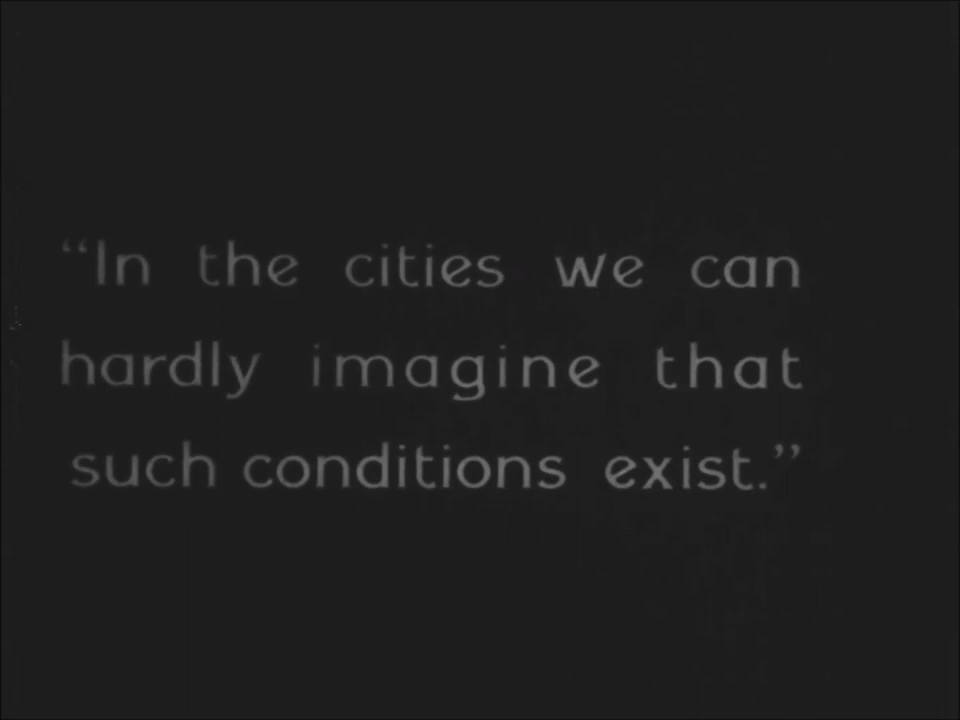 “In the cities we can
hardly imagine that
such conditions exist.”